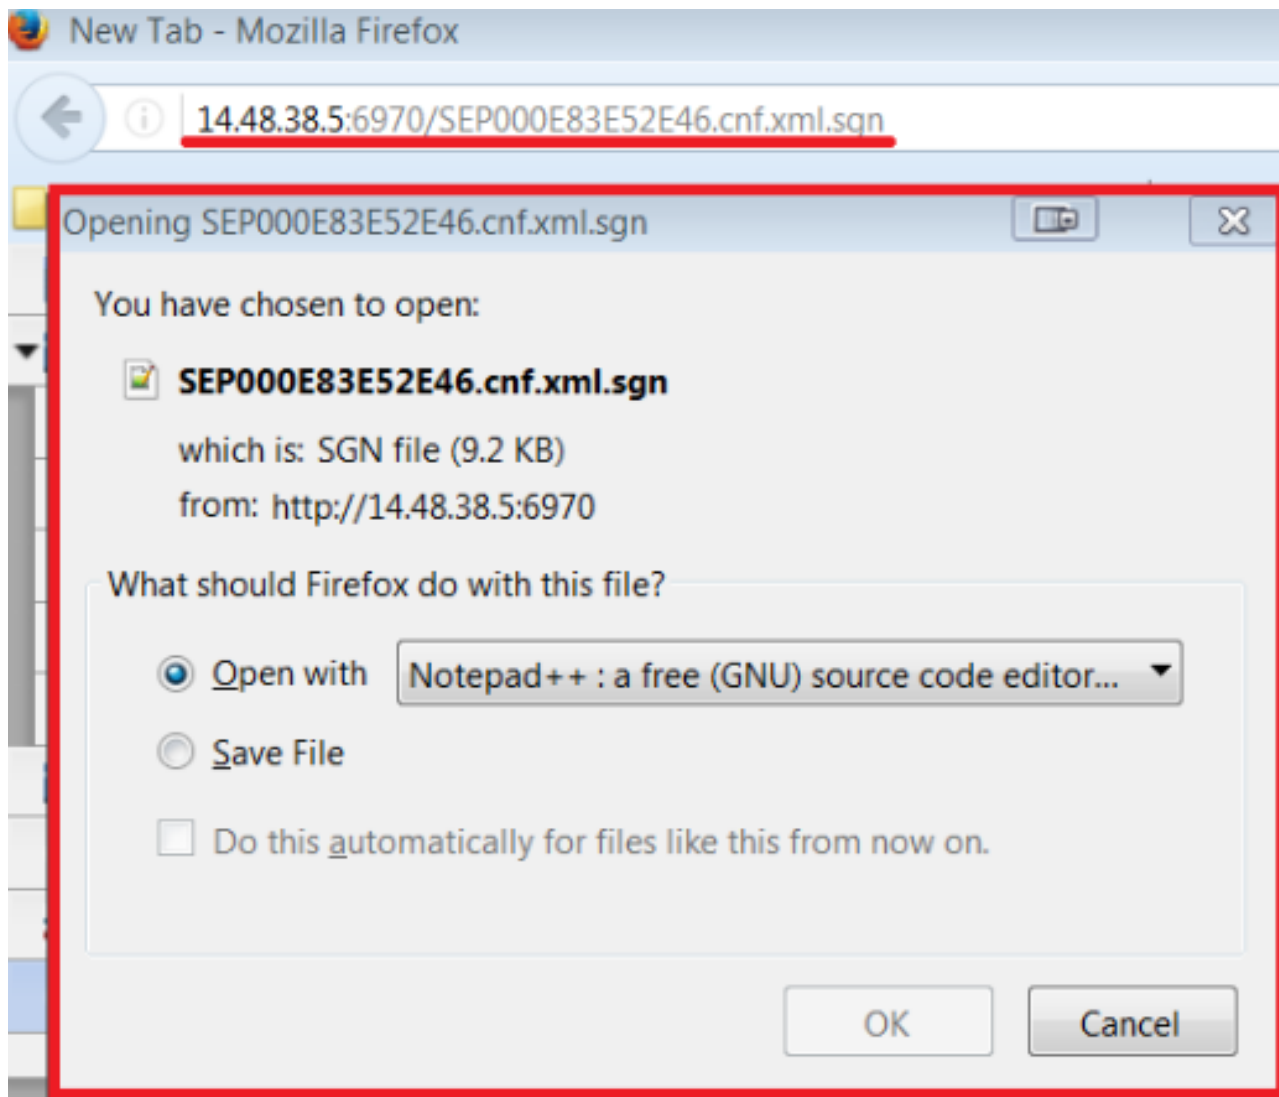 New Tab - Mozilla Firefox
14.48.38.5:6970/SEP000E83E52E46.cnf.xml.sgn
Opening SEP000E83E52E46.cnf.xml.sgn
You have chosen to open:
SEP000E83E52E46.cnf.xml.sgn
which is: SGN file (9.2 KB)
from: http://14.48.38.5:6970
What should Firefox do with this file?
Open with Notepad++ : a free (GNU) source code editor...
Save File
Do this automatically for files like this from now on.
OK Cancel